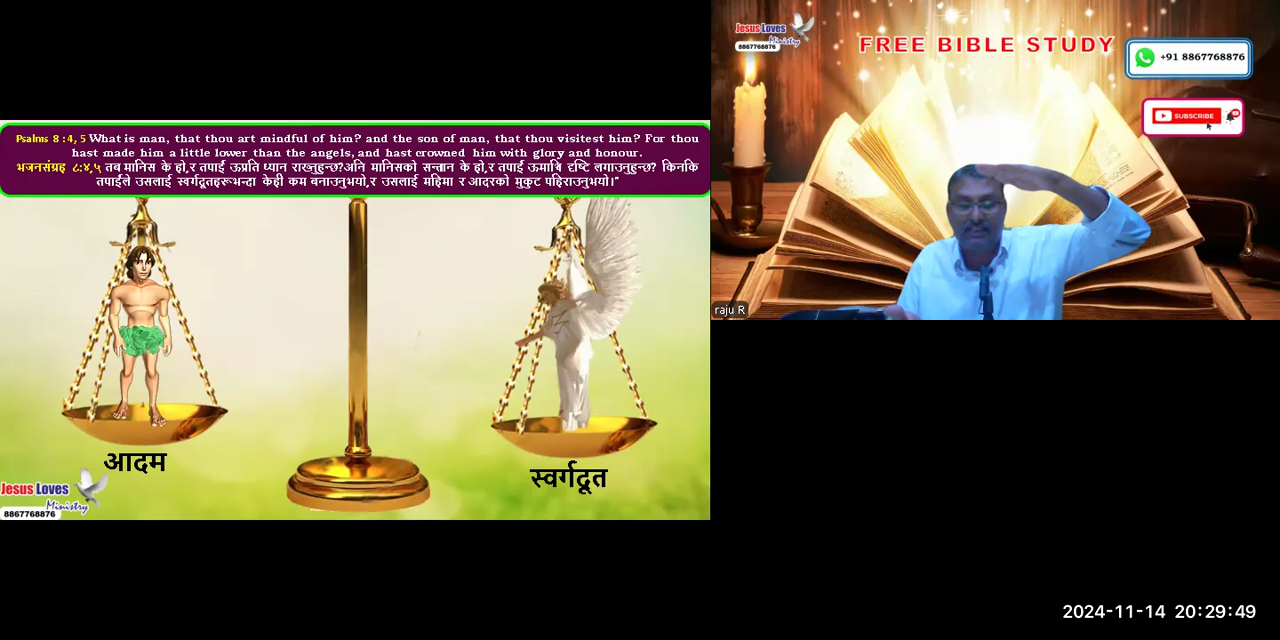 Psalms 8 :4, 5 What is man, that thou art mindful of him? and the son of man, that thou visitest him? For thou
hast made him a little lower than the angels, and hast crowned him with glory and honour.
भजनसंग्रह ८:४,५ तब मानिस के हो,र तपाईं ऊप्रति ध्यान राख्नुहुन्छ?अनि मानिसको सन्तान के हो,र तपाईं ऊमाथि दृष्टि लगाउनुहुन्छ? किनकि
तपाईंले उसलाई स्वर्गदूतहरूभन्दा केही कम बनाउनुभयो,र उसलाई महिमा र आदरको मुकुट पहिराउनुभयो।"
आदम
स्वर्गदूत
Jesus Loves
Ministry
8867768876
Jesus Loves
Ministry
8867768876
FREE BIBLE STUDY
+91 8867768876
SUBSCRIBE
raju R
2024-11-14 20:29:49